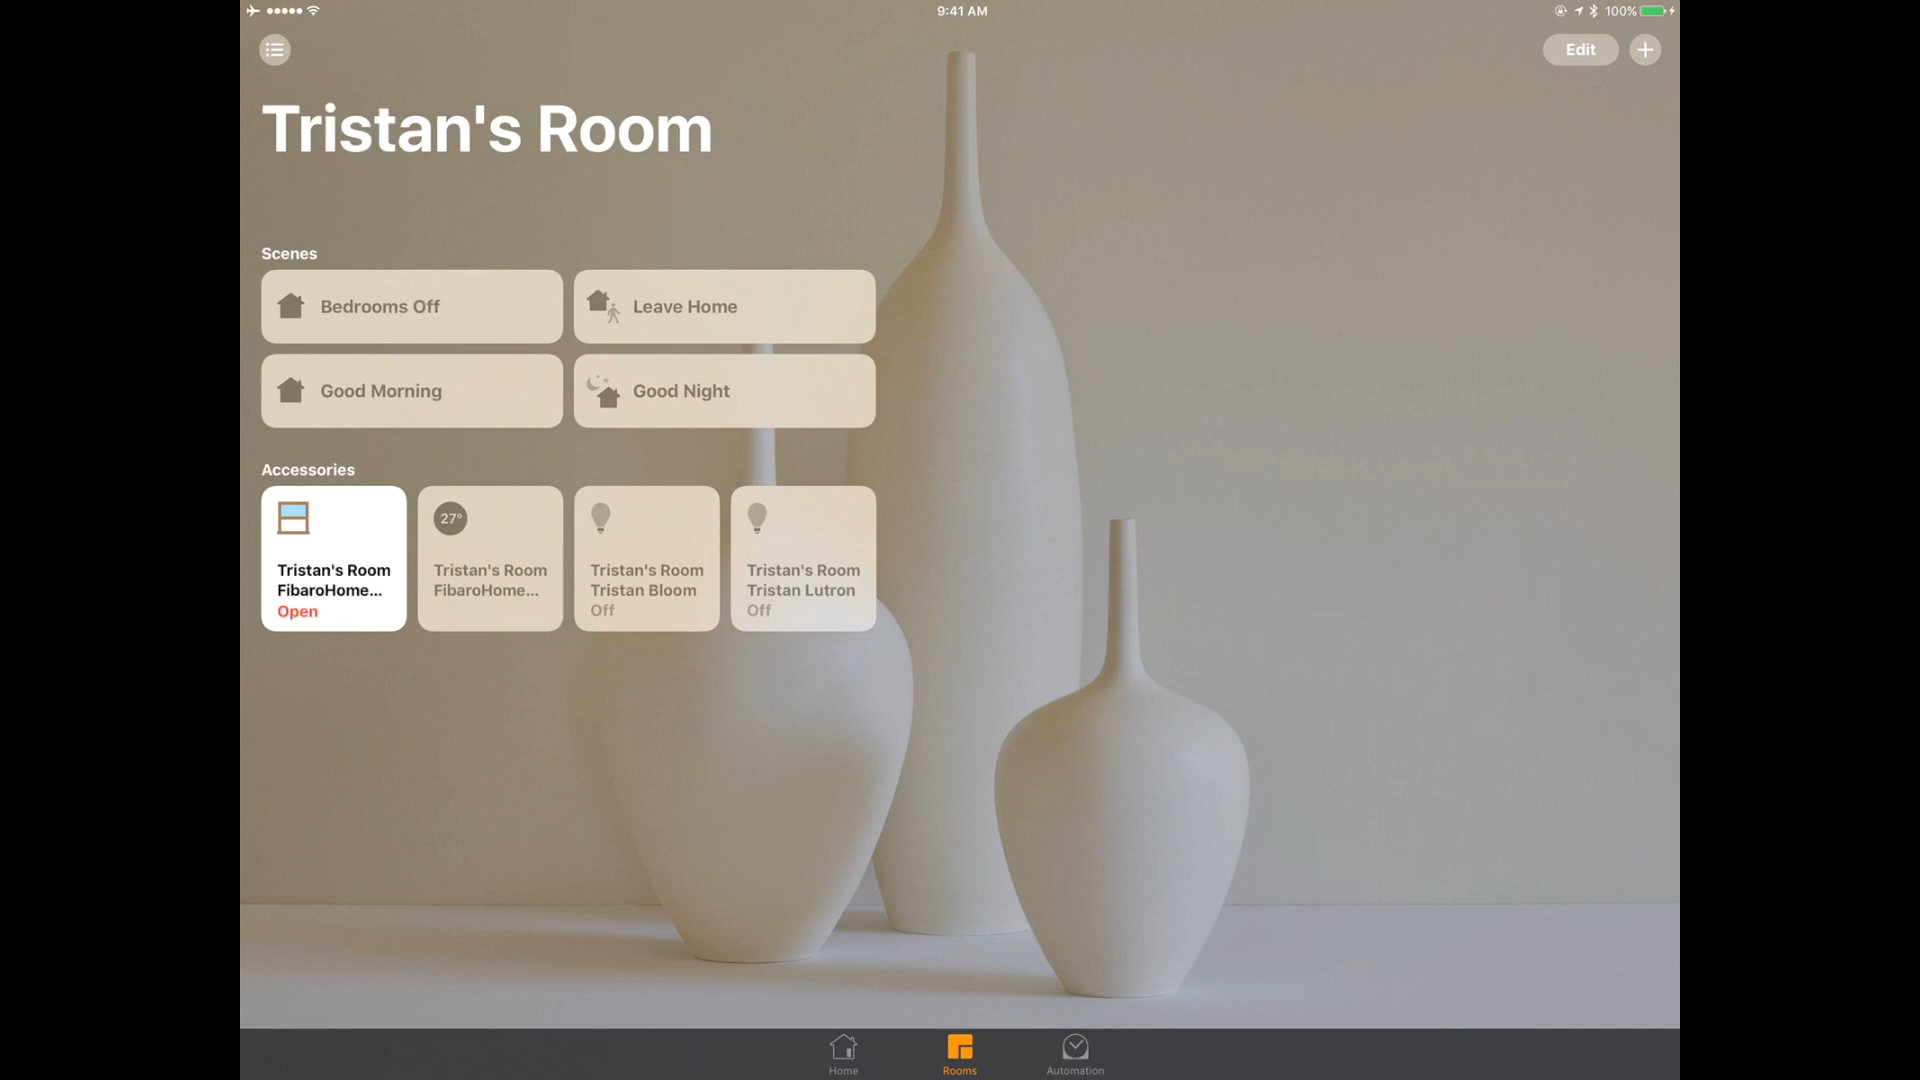 9:41 AM
100%
Edit
Tristan's Room
Scenes
Bedrooms Off
Leave Home
Good Morning
Good Night
Accessories
Tristan's Room
FibaroHome...
Open
27°
Tristan's Room
FibaroHome...
Tristan's Room
Tristan Bloom
Off
Tristan's Room
Tristan Lutron
Off
Home
Rooms
Automation